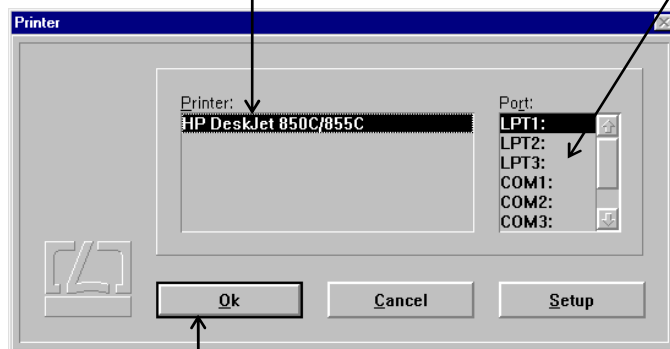 Printer
Printer:
HP DeskJet 850C/855C
Port:
LPT1:
LPT2:
LPT3:
COM1:
COM2:
COM3:
Ok
Cancel
Setup